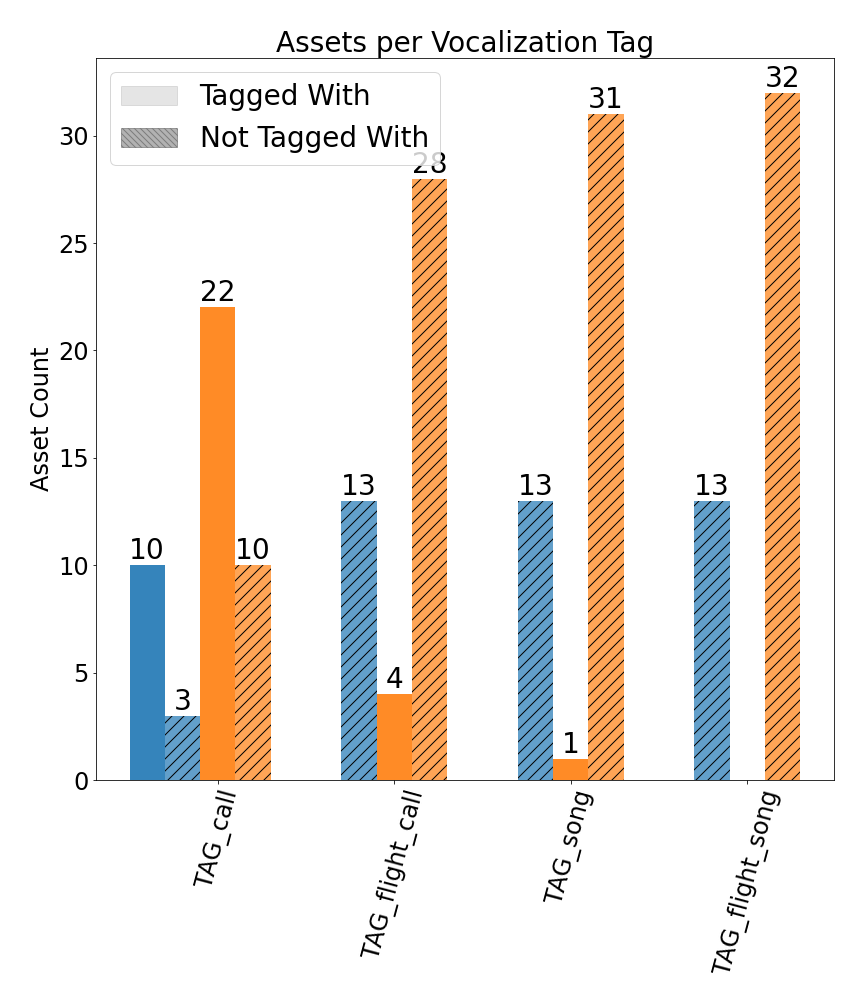 Assets per Vocalization Tag
Tagged With
Not Tagged With
Asset Count
30
25
20
15
10
5
0
10
3
22
10
13
4
28
13
1
31
13
32
TAG_call
TAG_flight_call
TAG_song
TAG_flight_song